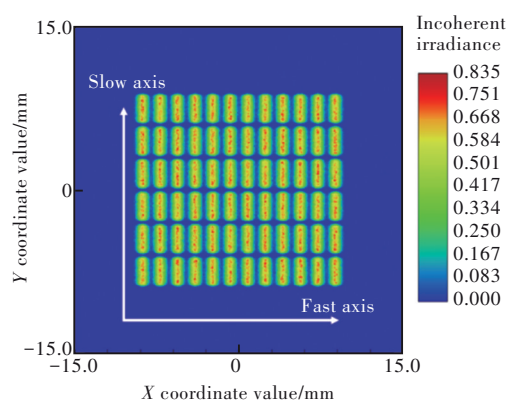 15.0
Slow axis
0
Fast axis
−15.0
−15.0
0
15.0
Y coordinate value/mm
X coordinate value/mm
Incoherent
irradiance
0.835
0.751
0.668
0.584
0.501
0.417
0.334
0.250
0.167
0.083
0.000